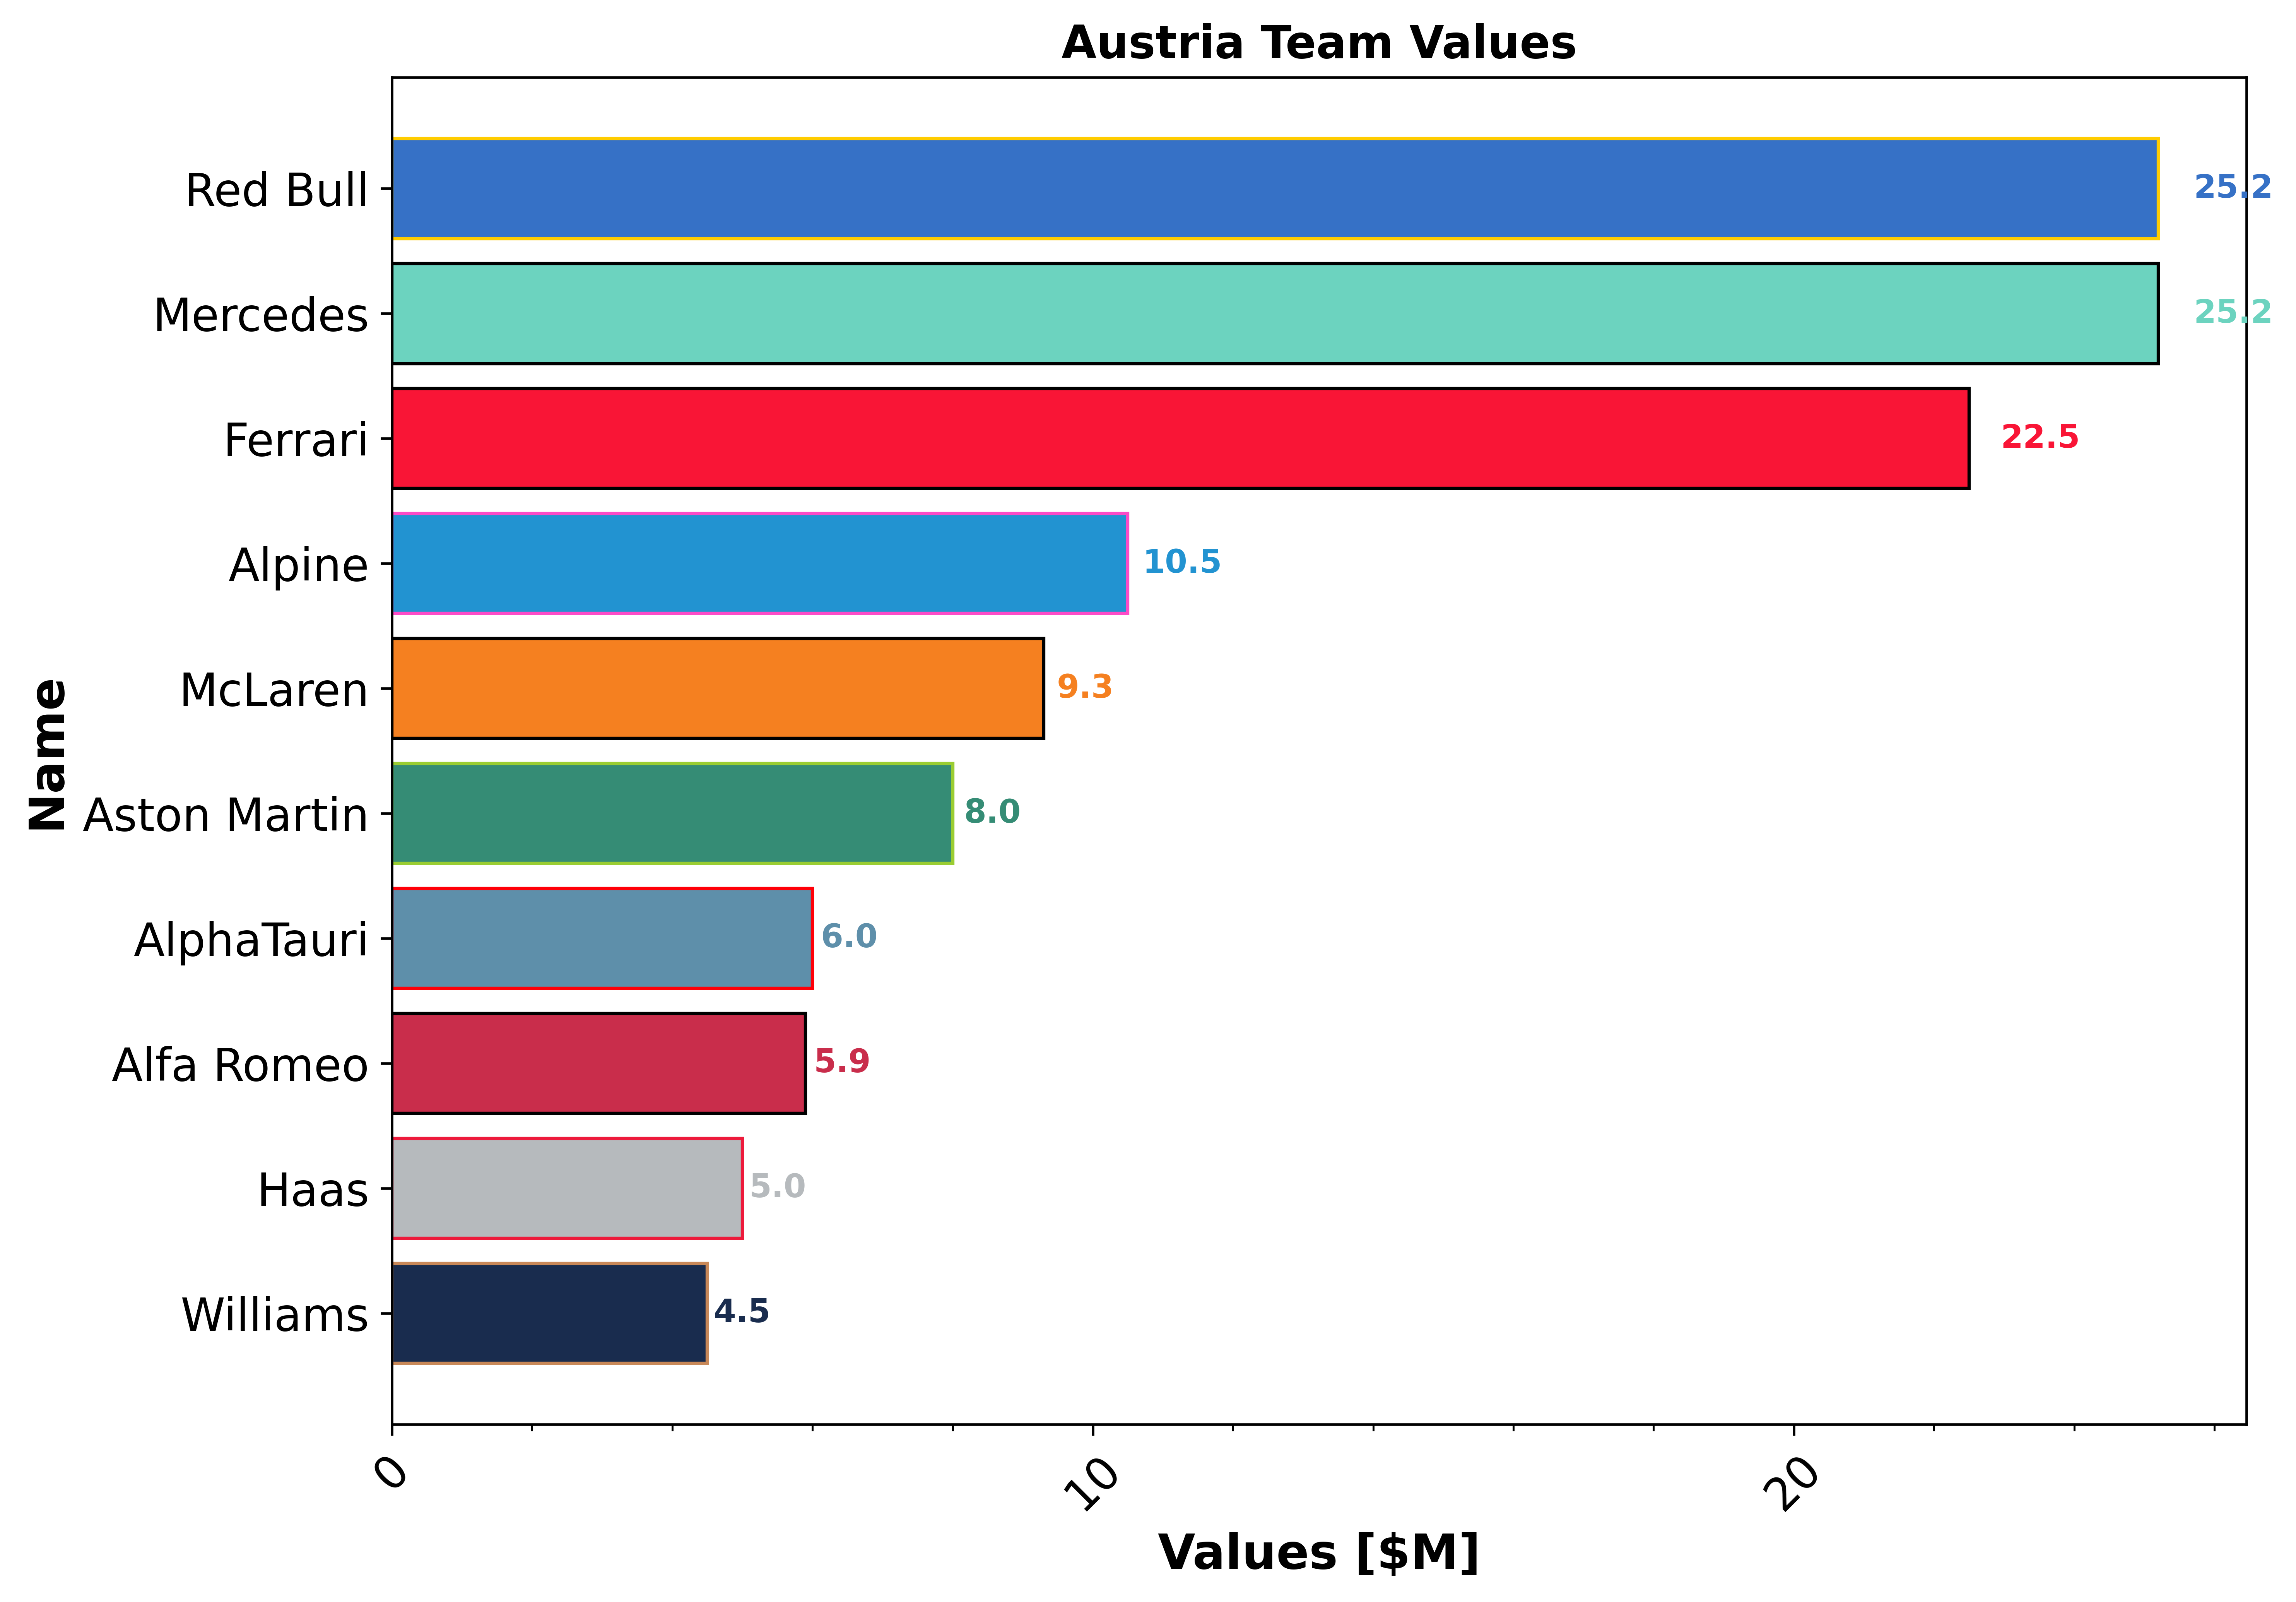 Austria Team Values
Red Bull 25.2
Mercedes 25.2
Ferrari 22.5
Alpine 10.5
McLaren 9.3
Aston Martin 8.0
AlphaTauri 6.0
Alfa Romeo 5.9
Haas 5.0
Williams 4.5
Name
0 10 20
Values [$M]